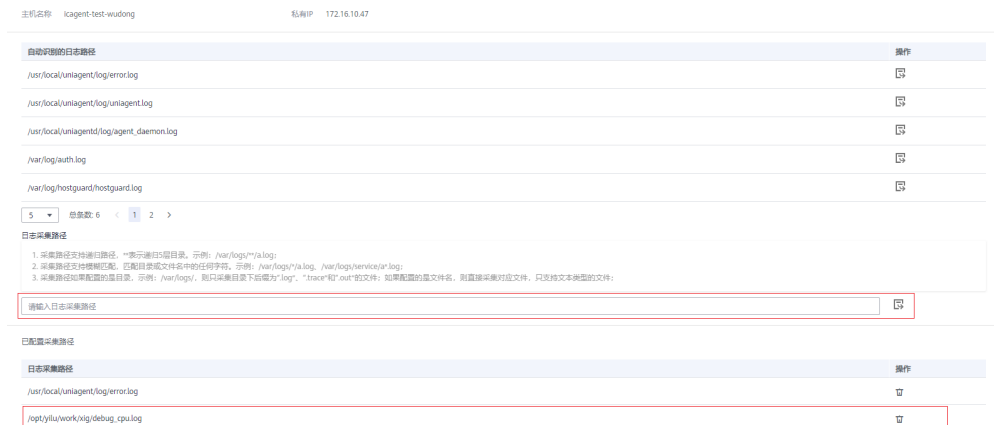 主机名称 icagent-test-wudong 私有IP 172.16.10.47
自动识别的日志路径 操作
/usr/local/uniagent/log/error.log
/usr/local/uniagent/log/uniagent.log
/usr/local/uniagentd/log/agent_daemon.log
/var/log/auth.log
/var/log/hostguard/hostguard.log
5 总条数: 6 < 1 2 >
日志采集路径
1. 采集路径支持递归路径，**表示递归5层目录。示例：/var/logs/**/a.log；
2. 采集路径支持模糊匹配、匹配目录或文件名中的任何字符。示例：/var/logs/*/a.log、/var/logs/service/a*.log；
3. 采集路径如果配置的是目录，示例：/var/logs/，则只采集目录下后缀为“.log”、“.trace”和“.out”的文件；如果配置的是文件名，则直接采集对应文件，只支持文本类型的文件；
请输入日志采集路径
已配置采集路径
日志采集路径 操作
/usr/local/uniagent/log/error.log
/opt/yilu/work/xig/debug_cpu.log